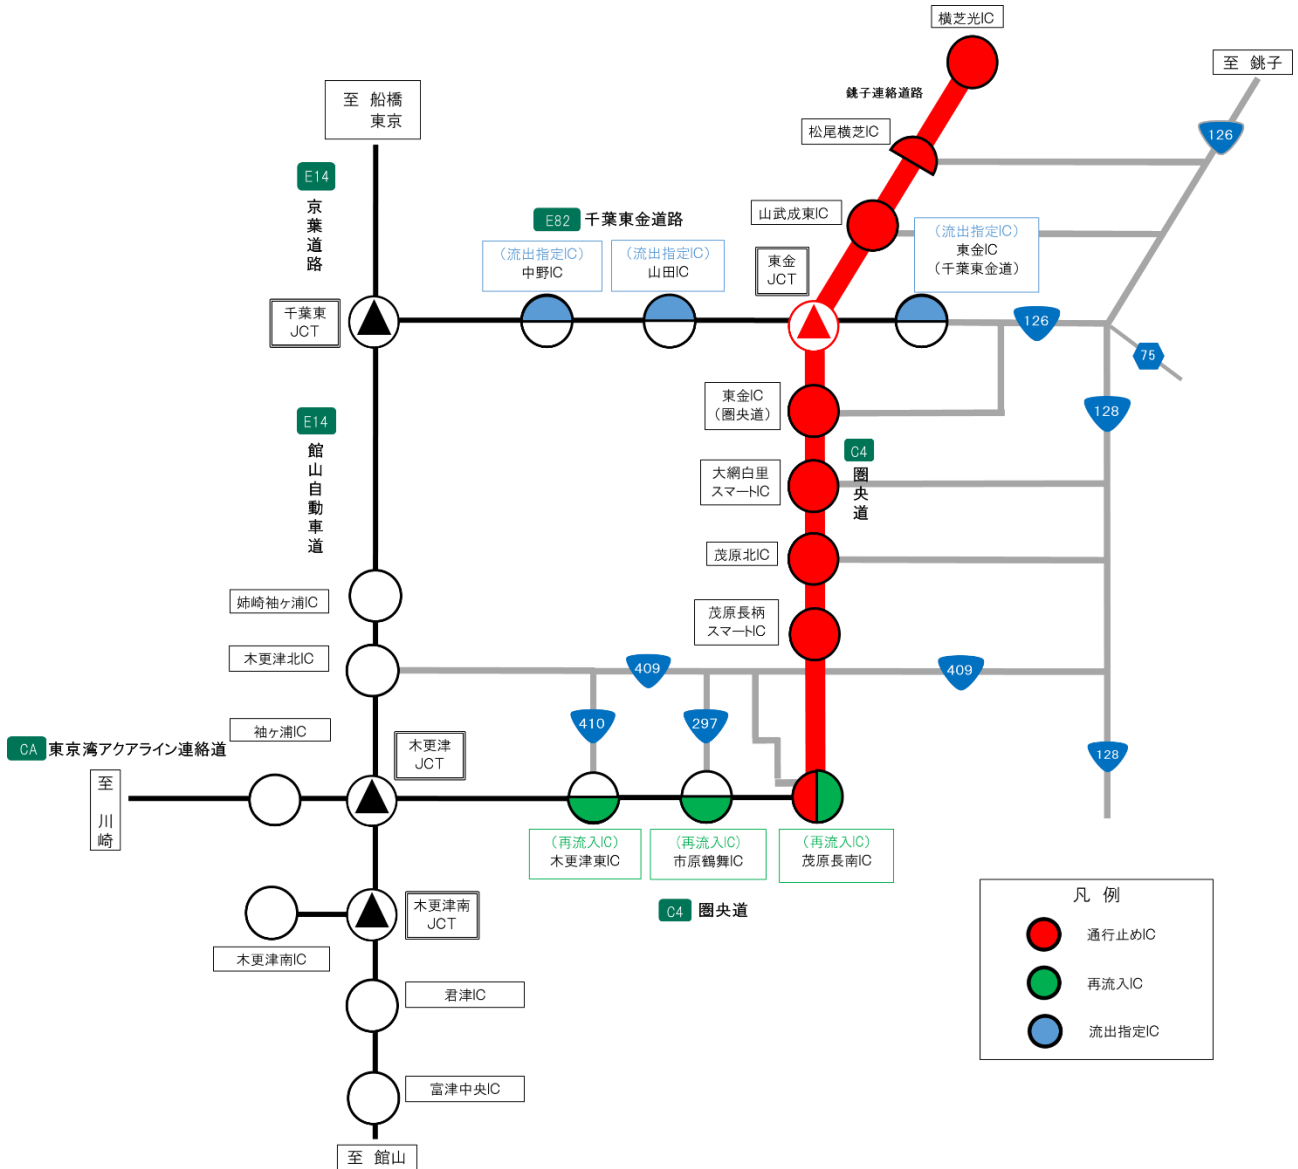 横芝光IC
至 銚子
銚子連絡道路
至 船橋
東京
松尾横芝IC
126
E14
京葉道路
E82 千葉東金道路
山武成東IC
(流出指定IC)
中野IC
(流出指定IC)
山田IC
東金
JCT
(流出指定IC)
東金IC
(千葉東金道)
千葉東
JCT
126
75
E14
館山自動車道
東金IC
(圏央道)
128
C4
圏央道
大網白里
スマートIC
茂原北IC
姉崎袖ヶ浦IC
茂原長柄
スマートIC
木更津北IC
409
409
袖ヶ浦IC
410
297
CA 東京湾アクアライン連絡道
木更津
JCT
128
至 川崎
(再流入IC)
木更津東IC
(再流入IC)
市原鶴舞IC
(再流入IC)
茂原長南IC
C4 圏央道
木更津南
JCT
木更津南IC
君津IC
富津中央IC
至 館山
凡 例
通行止めIC
再流入IC
流出指定IC